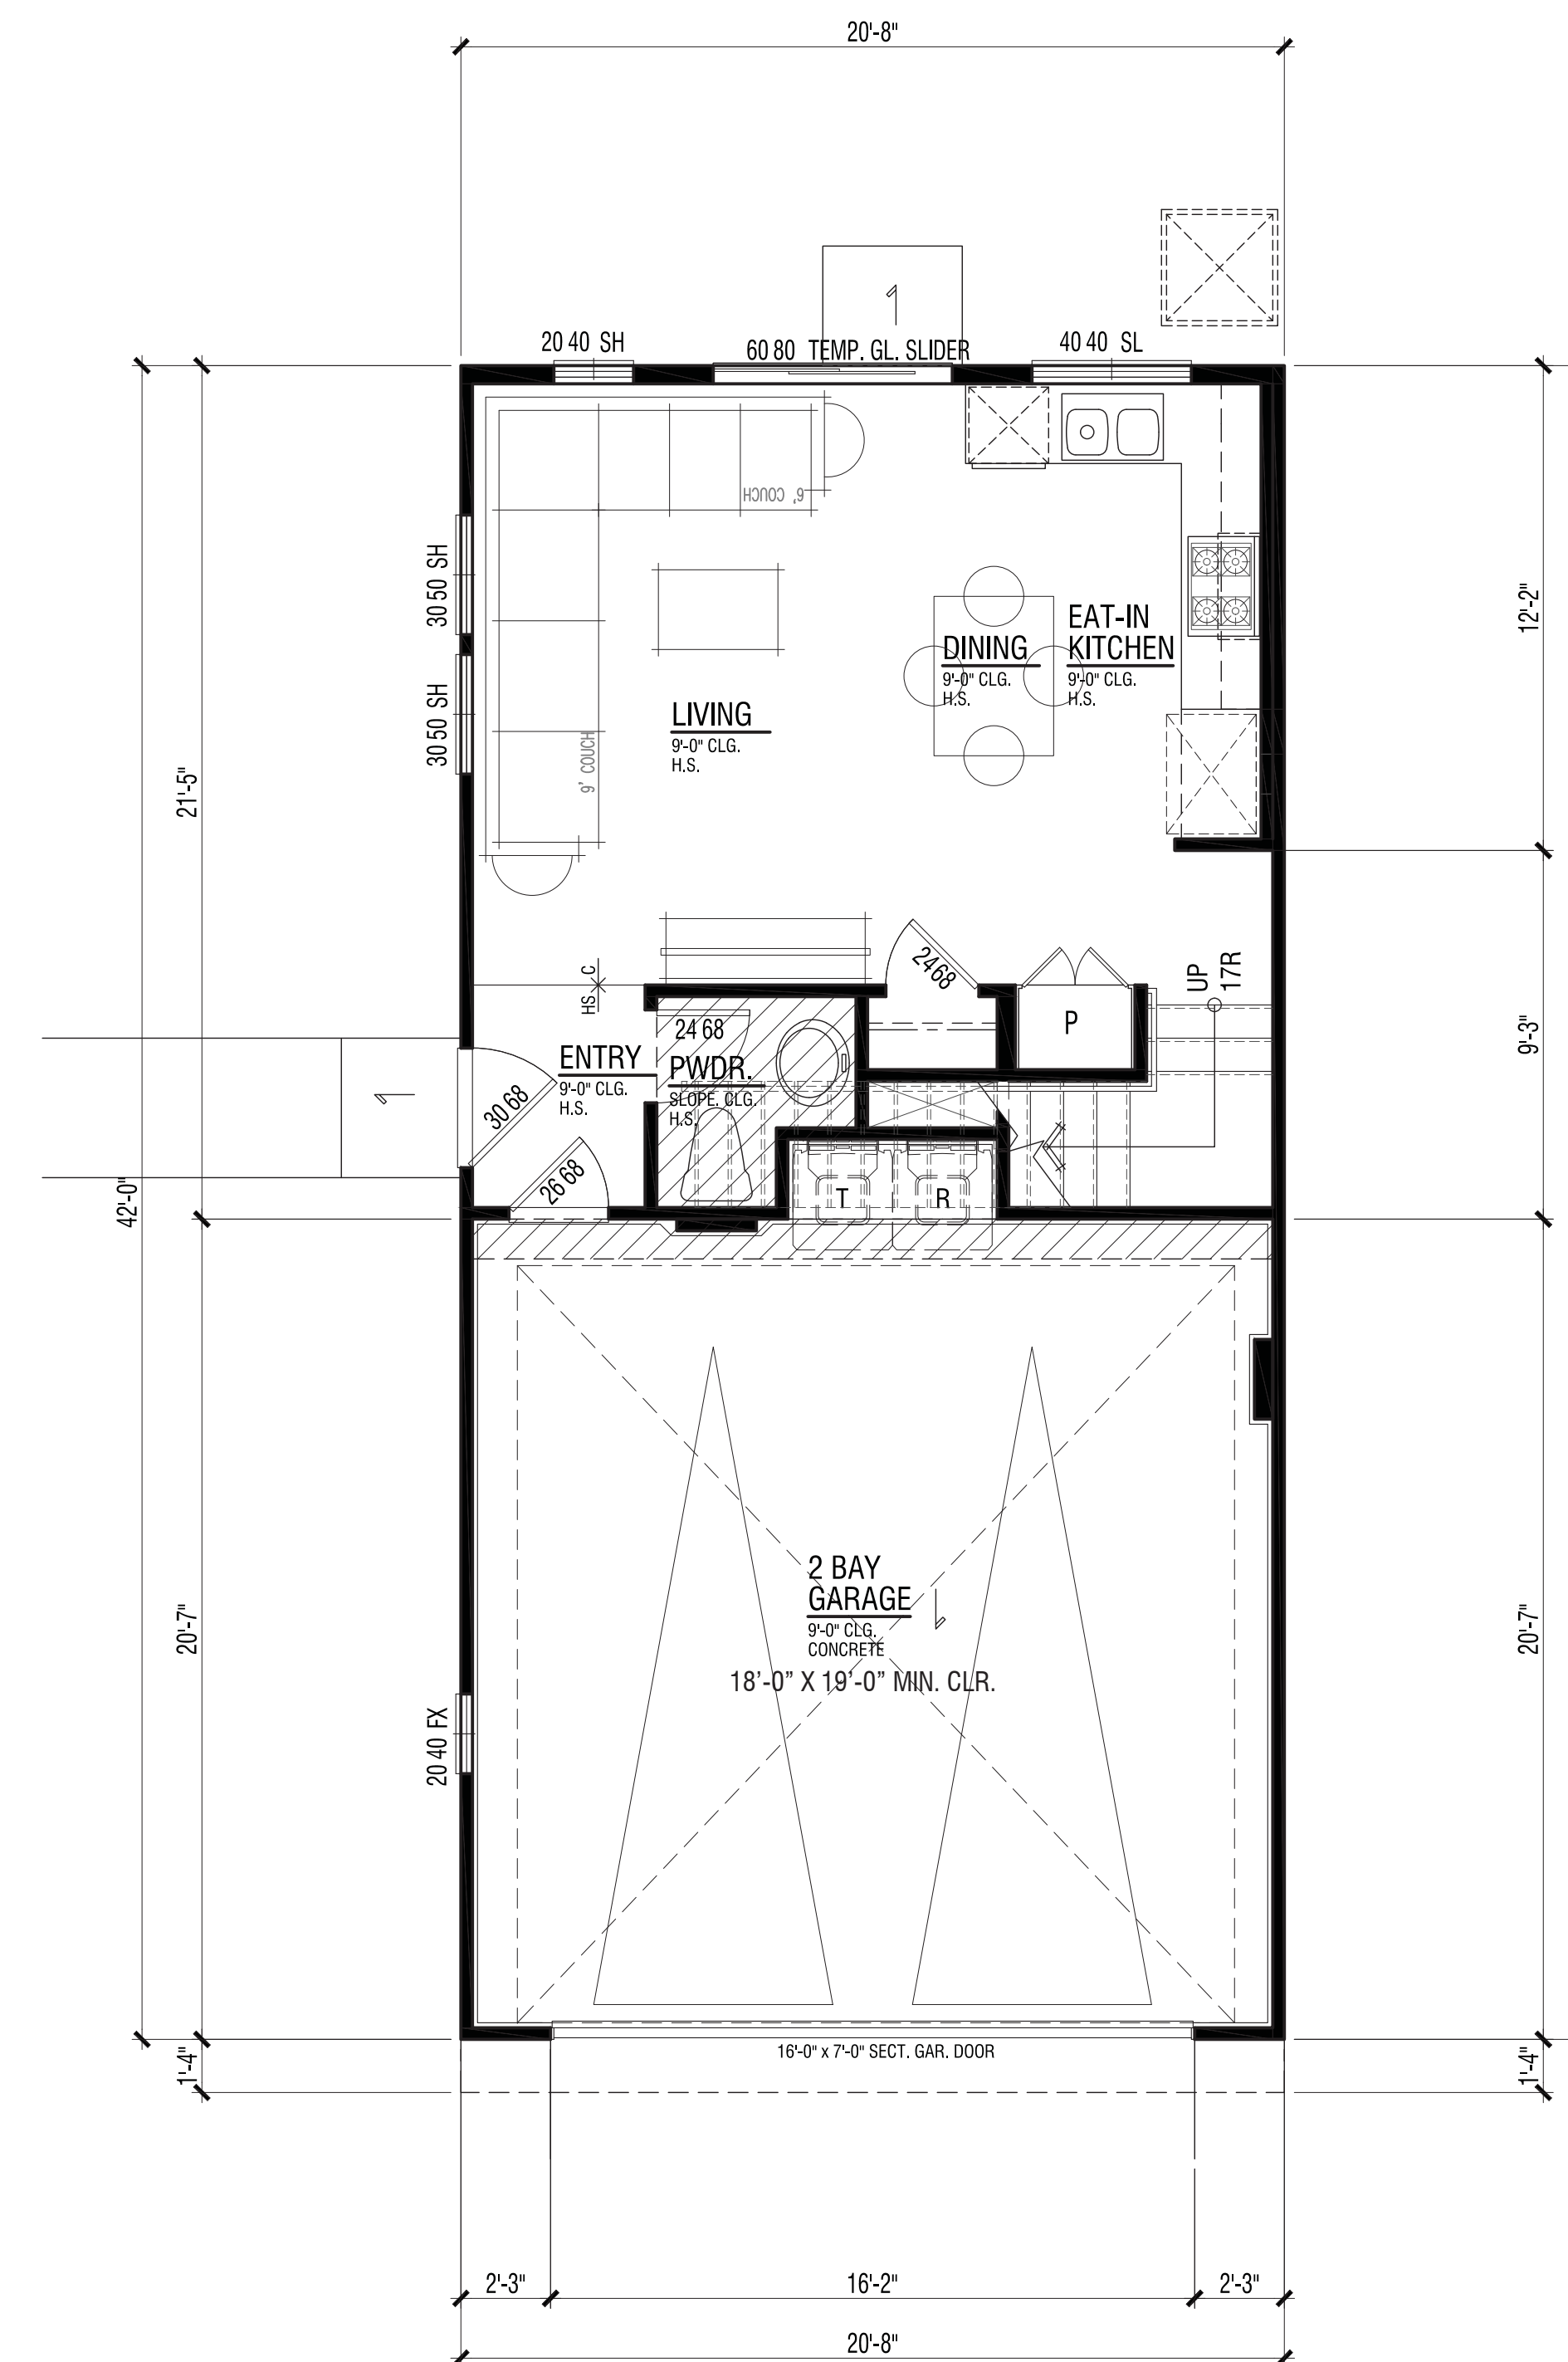 20'-8"
1
20 40 SH
60 80 TEMP. GL. SLIDER
40 40 SL
6' COUCH
30 50 SH
30 50 SH
9' COUCH
EAT-IN
KITCHEN
9'-0" CLG.
H.S.
DINING
9'-0" CLG.
H.S.
LIVING
9'-0" CLG.
H.S.
12'-2"
21'-5"
42'-0"
HS C
24 68
UP
17R
P
9'-3"
1
30 68
ENTRY
9'-0" CLG.
H.S.
24 68
PWDR.
SLOPE. CLG.
H.S.
26 68
T
R
2 BAY
GARAGE
9'-0" CLG.
CONCRETE
1
18'-0" X 19'-0" MIN. CLR.
20'-7"
20'-7"
20 40 FX
16'-0" x 7'-0" SECT. GAR. DOOR
1'-4"
1'-4"
2'-3"
16'-2"
2'-3"
20'-8"